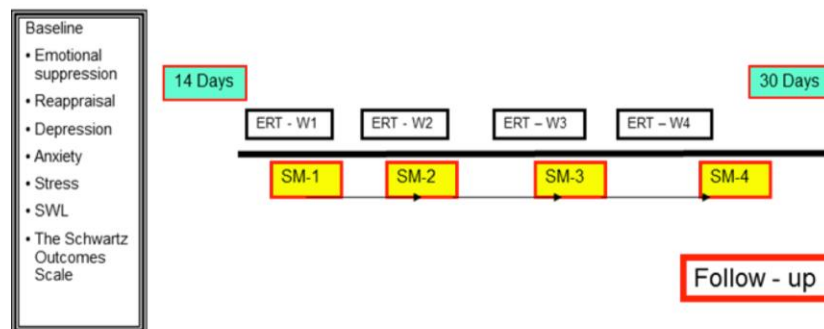 Baseline
• Emotional
suppression
• Reappraisal
• Depression
• Anxiety
• Stress
• SWL
• The Schwartz
Outcomes
Scale
14 Days
30 Days
ERT - W1
ERT - W2
ERT – W3
ERT – W4
SM-1
SM-2
SM-3
SM-4
Follow - up